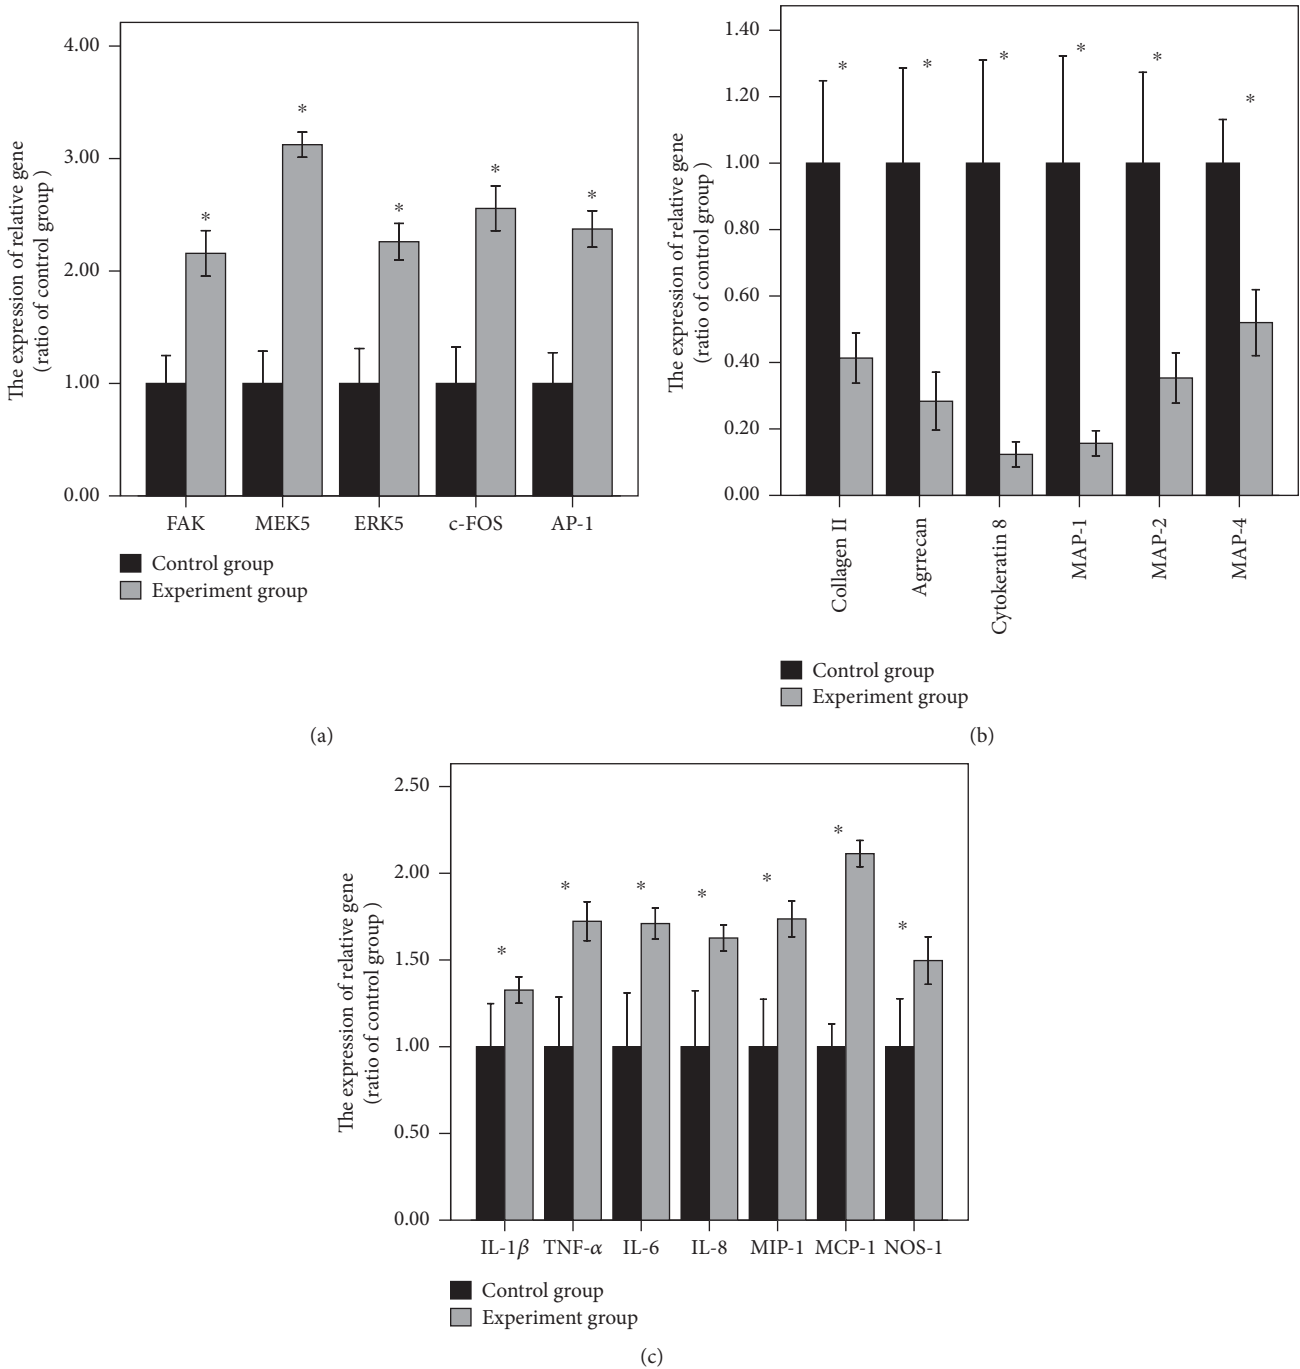 The expression of relative gene
(ratio of control group )
4.00
3.00
2.00
1.00
0.00
*
*
*
*
*
FAK MEK5 ERK5 c-FOS AP-1
Control group
Experiment group
(a)
The expression of relative gene
(ratio of control group )
1.40
1.20
1.00
0.80
0.60
0.40
0.20
0.00
*
*
*
*
*
*
Collagen II
Agrrecan
Cytokeratin 8
MAP-1
MAP-2
MAP-4
Control group
Experiment group
(b)
The expression of relative gene
(ratio of control group )
2.50
2.00
1.50
1.00
0.50
0.00
*
*
*
*
*
*
*
IL-1β TNF-α IL-6 IL-8 MIP-1 MCP-1 NOS-1
Control group
Experiment group
(c)